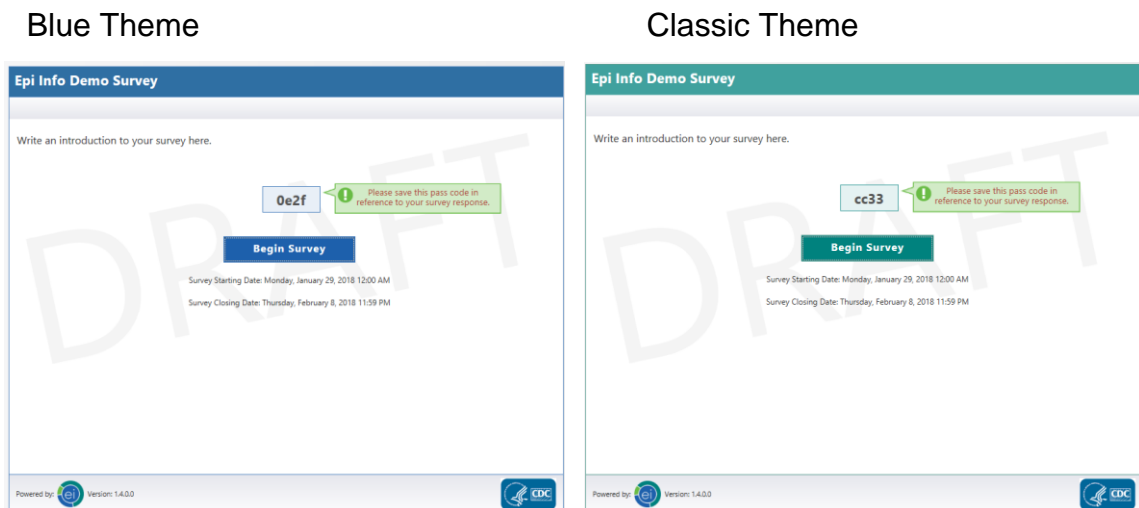 Blue Theme
Epi Info Demo Survey
Write an introduction to your survey here.
0e2f
Please save this pass code in
reference to your survey response.
Begin Survey
Survey Starting Date: Monday, January 29, 2018 12:00 AM
Survey Closing Date: Thursday, February 8, 2018 11:59 PM
DRAFT
Powered by: ei Version: 1.4.0.0
CDC
Classic Theme
Epi Info Demo Survey
Write an introduction to your survey here.
cc33
Please save this pass code in
reference to your survey response.
Begin Survey
Survey Starting Date: Monday, January 29, 2018 12:00 AM
Survey Closing Date: Thursday, February 8, 2018 11:59 PM
DRAFT
Powered by: ei Version: 1.4.0.0
CDC